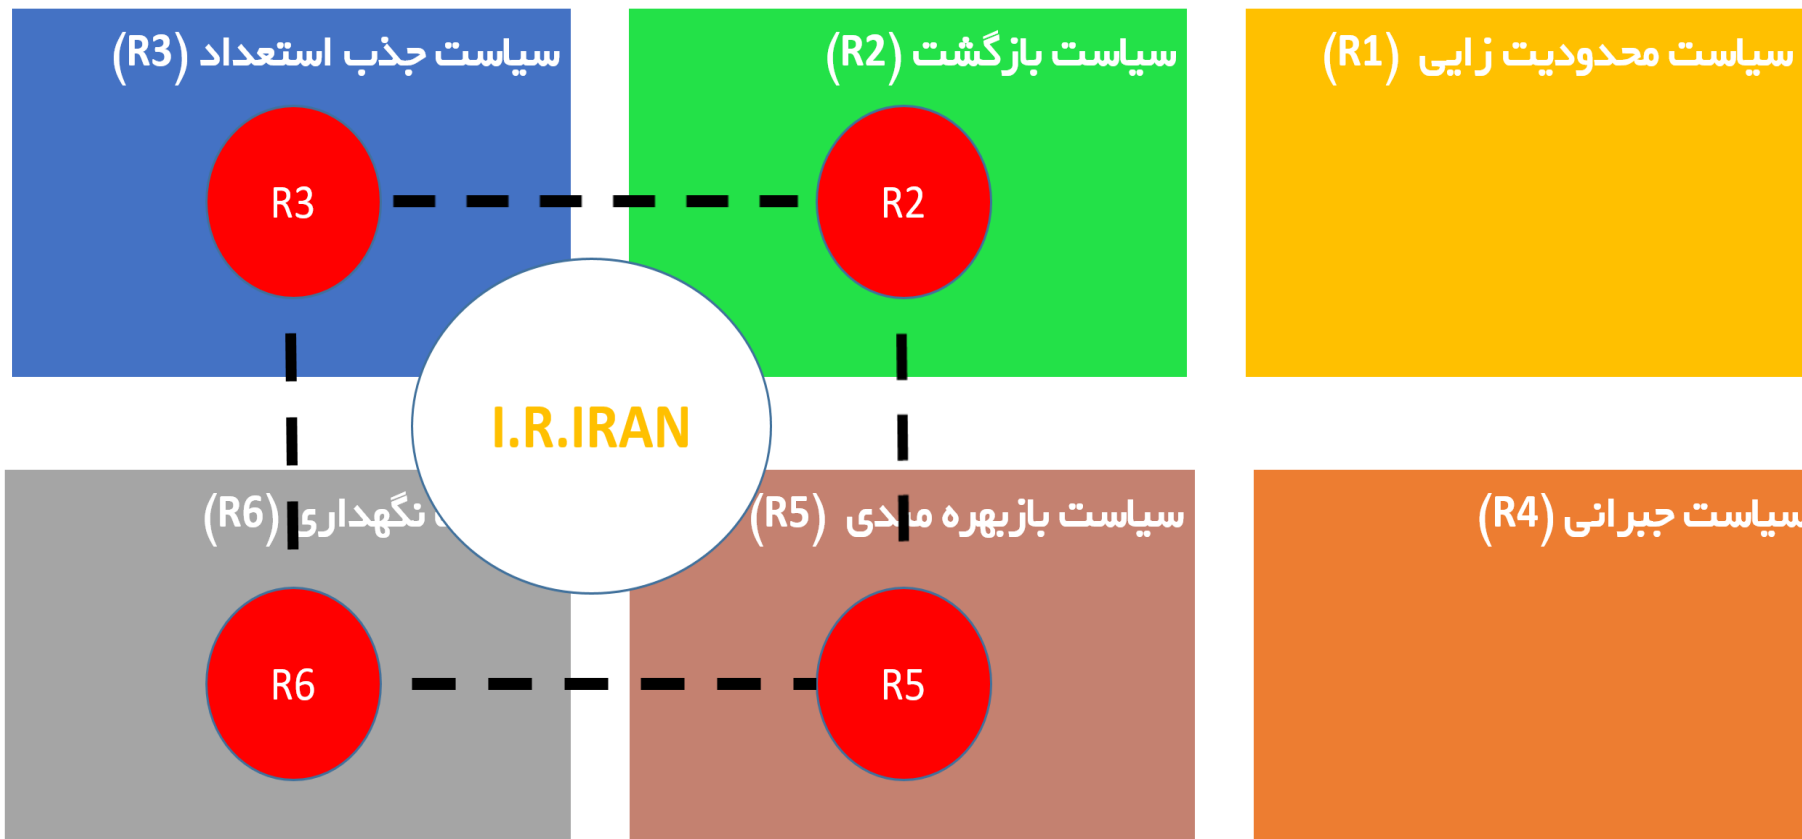 سیاست محدودیت زایی (R1)
سیاست بازگشت (R2)
سیاست جذب استعداد (R3)
R2
R3
I.R.IRAN
سیاست جبرانی (R4)
سیاست بازبهره مندی (R5)
نگهداری (R6)
R5
R6